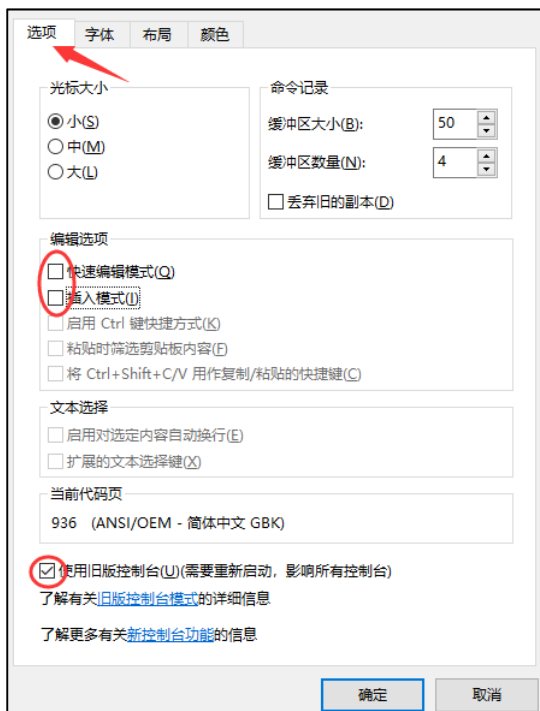 选项 字体 布局 颜色
光标大小
小(S)
中(M)
大(L)
命令记录
缓冲区大小(B): 50
缓冲区数量(N): 4
丢弃旧的副本(D)
编辑选项
快速编辑模式(Q)
插入模式(I)
启用 Ctrl 键快捷方式(K)
粘贴时筛选剪贴板内容(F)
将 Ctrl+Shift+C/V 用作复制/粘贴的快捷键(C)
文本选择
启用对选定内容自动换行(E)
扩展的文本选择键(X)
当前代码页
936 (ANSI/OEM - 简体中文 GBK)
使用旧版控制台(U)(需要重新启动，影响所有控制台)
了解有关旧版控制台模式的详细信息
了解更多有关新控制台功能的信息
确定 取消